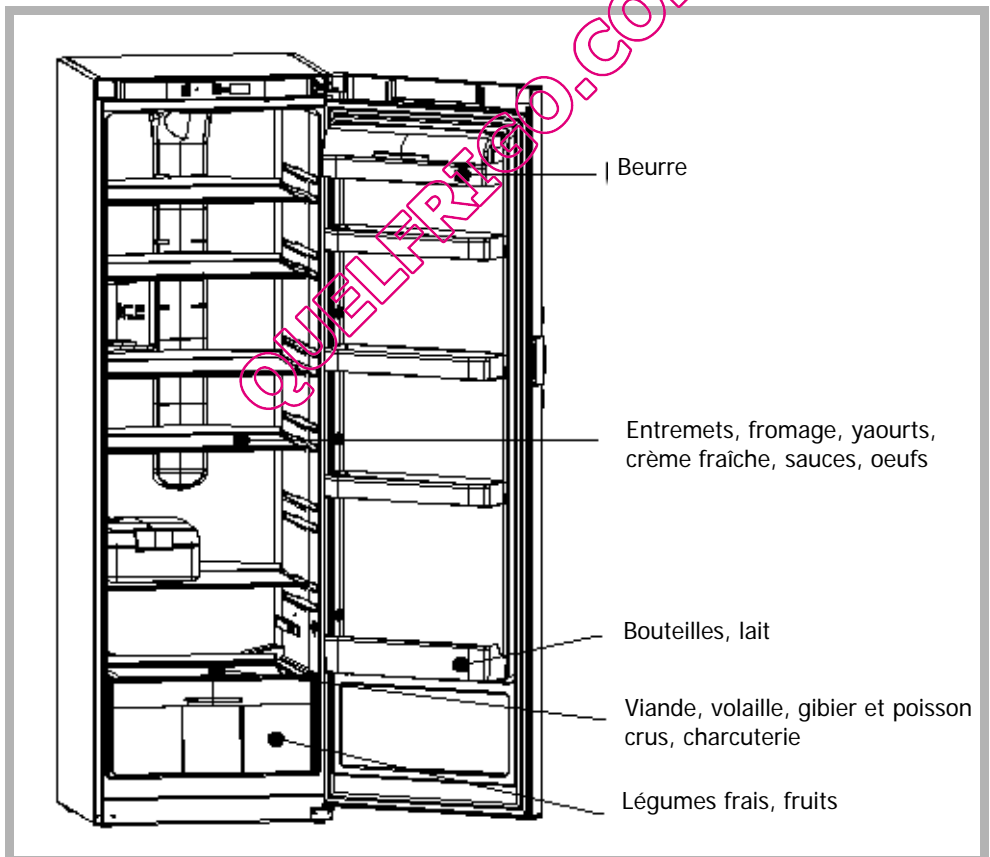 QUELFRIGO.CO
Beurre
Entremets, fromage, yaourts,
crème fraîche, sauces, oeufs
Bouteilles, lait
Viande, volaille, gibier et poisson
crus, charcuterie
Légumes frais, fruits